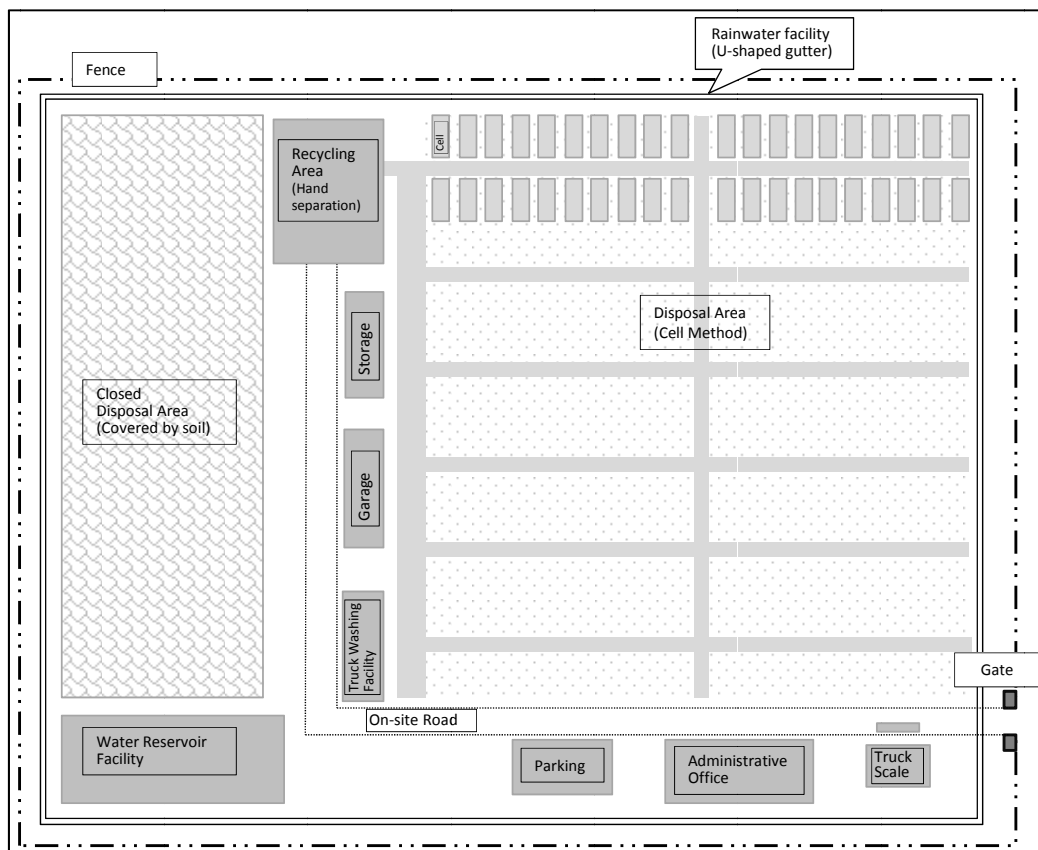 Rainwater facility
(U-shaped gutter)
Fence
Recycling
Area
(Hand
separation)
Cell
Disposal Area
(Cell Method)
Storage
Closed
Disposal Area
(Covered by soil)
Garage
Truck Washing
Facility
Gate
On-site Road
Water Reservoir
Facility
Parking
Administrative
Office
Truck
Scale